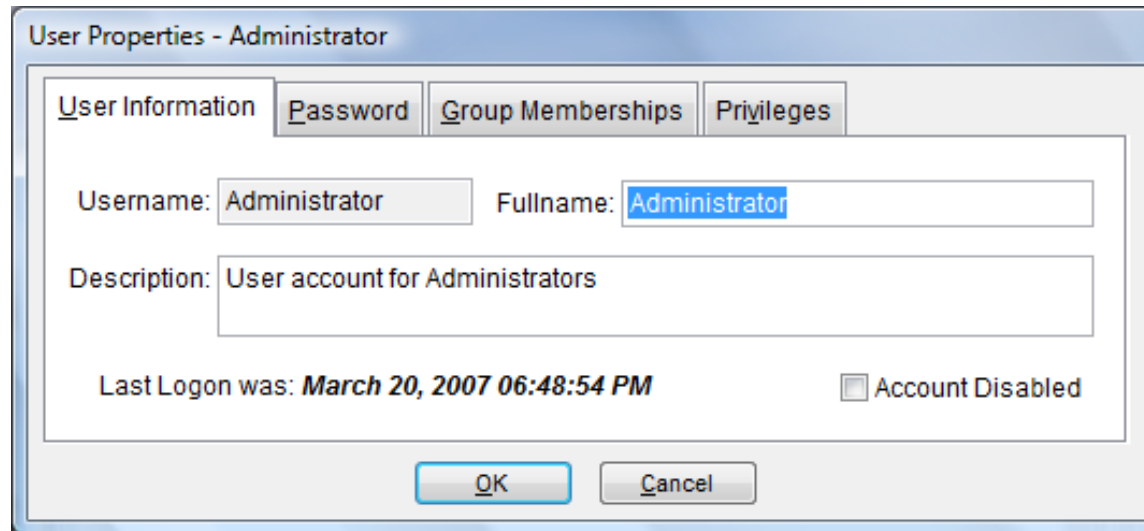 User Properties - Administrator
User Information Password Group Memberships Privileges
Username: Administrator Fullname: Administrator
Description: User account for Administrators
Last Logon was: March 20, 2007 06:48:54 PM Account Disabled
OK Cancel